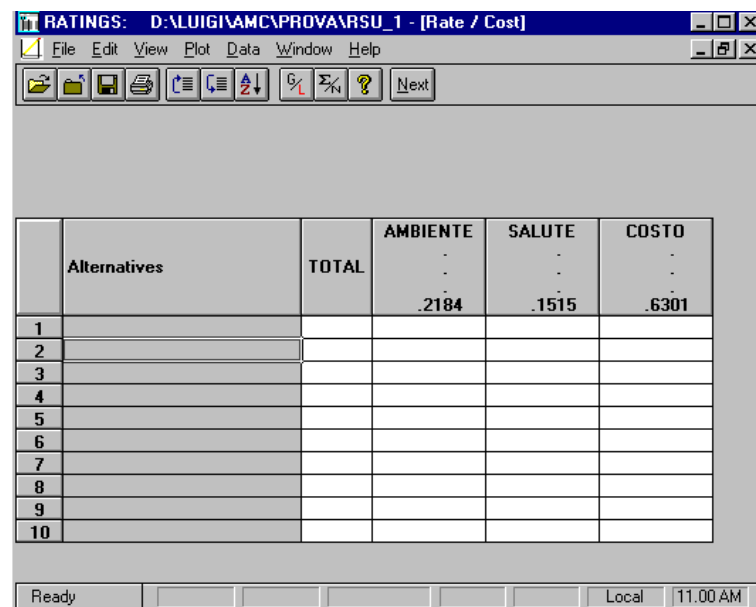 RATINGS: D:\LUIGI\AMC\PROVA\RSU_1 - [Rate / Cost]
File Edit View Plot Data Window Help
G/L Σ/N ? Next
Alternatives TOTAL AMBIENTE SALUTE COSTO
.2184 .1515 .6301
1
2
3
4
5
6
7
8
9
10
Ready Local 11.00 AM